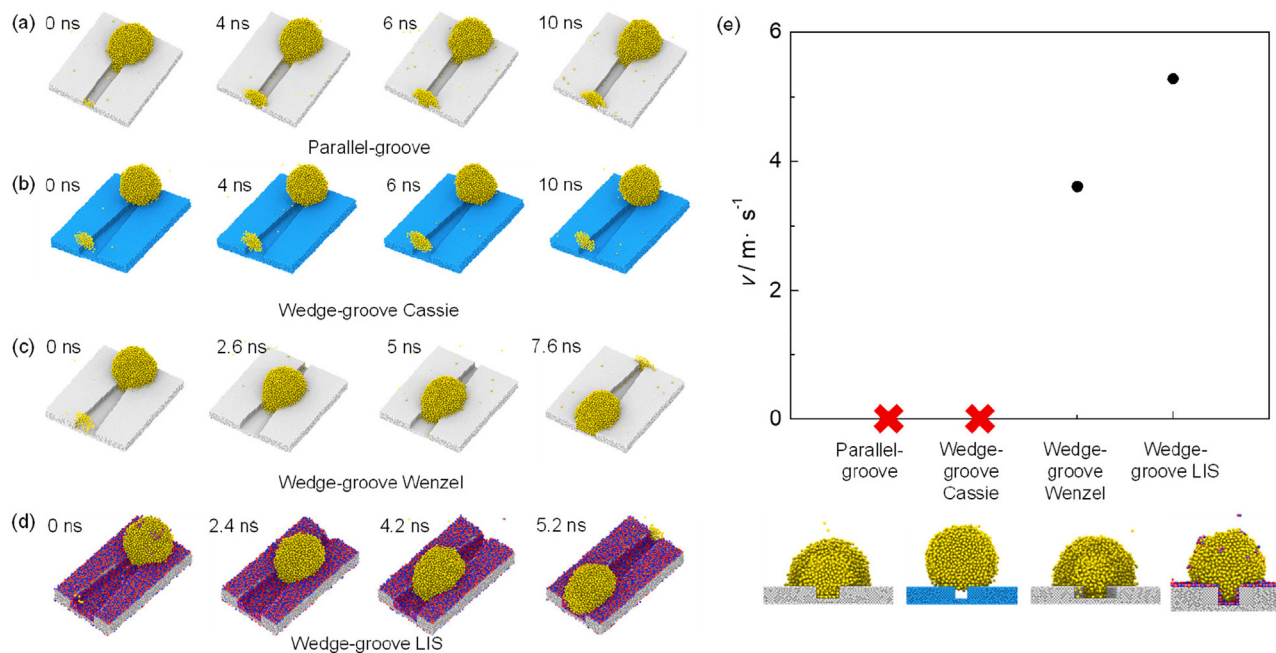 (a) 0 ns 4 ns 6 ns 10 ns
Parallel-groove
(b) 0 ns 4 ns 6 ns 10 ns
Wedge-groove Cassie
(c) 0 ns 2.6 ns 5 ns 7.6 ns
Wedge-groove Wenzel
(d) 0 ns 2.4 ns 4.2 ns 5.2 ns
Wedge-groove LIS
(e)
6
4
2
0
v / m· s⁻¹
Parallel-
groove
Wedge-
groove
Cassie
Wedge-
groove
Wenzel
Wedge-
groove LIS